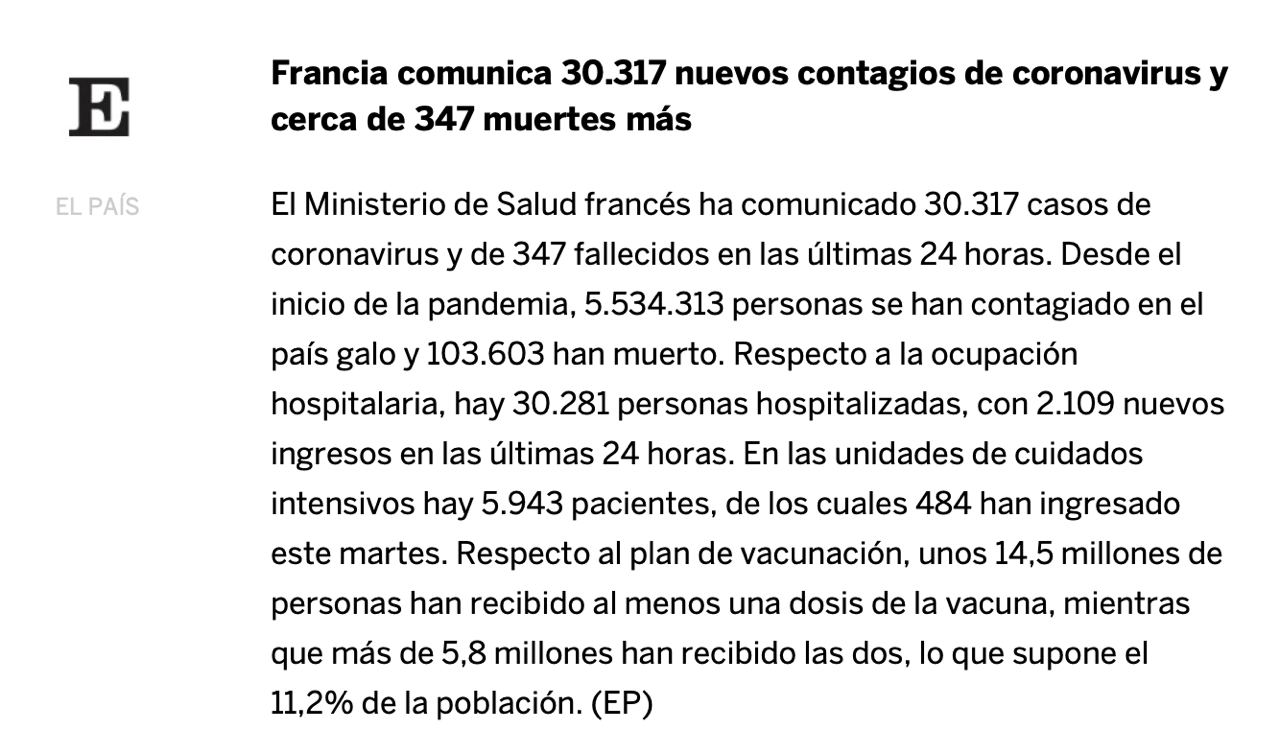 E
EL PAÍS
Francia comunica 30.317 nuevos contagios de coronavirus y
cerca de 347 muertes más
El Ministerio de Salud francés ha comunicado 30.317 casos de
coronavirus y de 347 fallecidos en las últimas 24 horas. Desde el
inicio de la pandemia, 5.534.313 personas se han contagiado en el
país galo y 103.603 han muerto. Respecto a la ocupación
hospitalaria, hay 30.281 personas hospitalizadas, con 2.109 nuevos
ingresos en las últimas 24 horas. En las unidades de cuidados
intensivos hay 5.943 pacientes, de los cuales 484 han ingresado
este martes. Respecto al plan de vacunación, unos 14,5 millones de
personas han recibido al menos una dosis de la vacuna, mientras
que más de 5,8 millones han recibido las dos, lo que supone el
11,2% de la población. (EP)